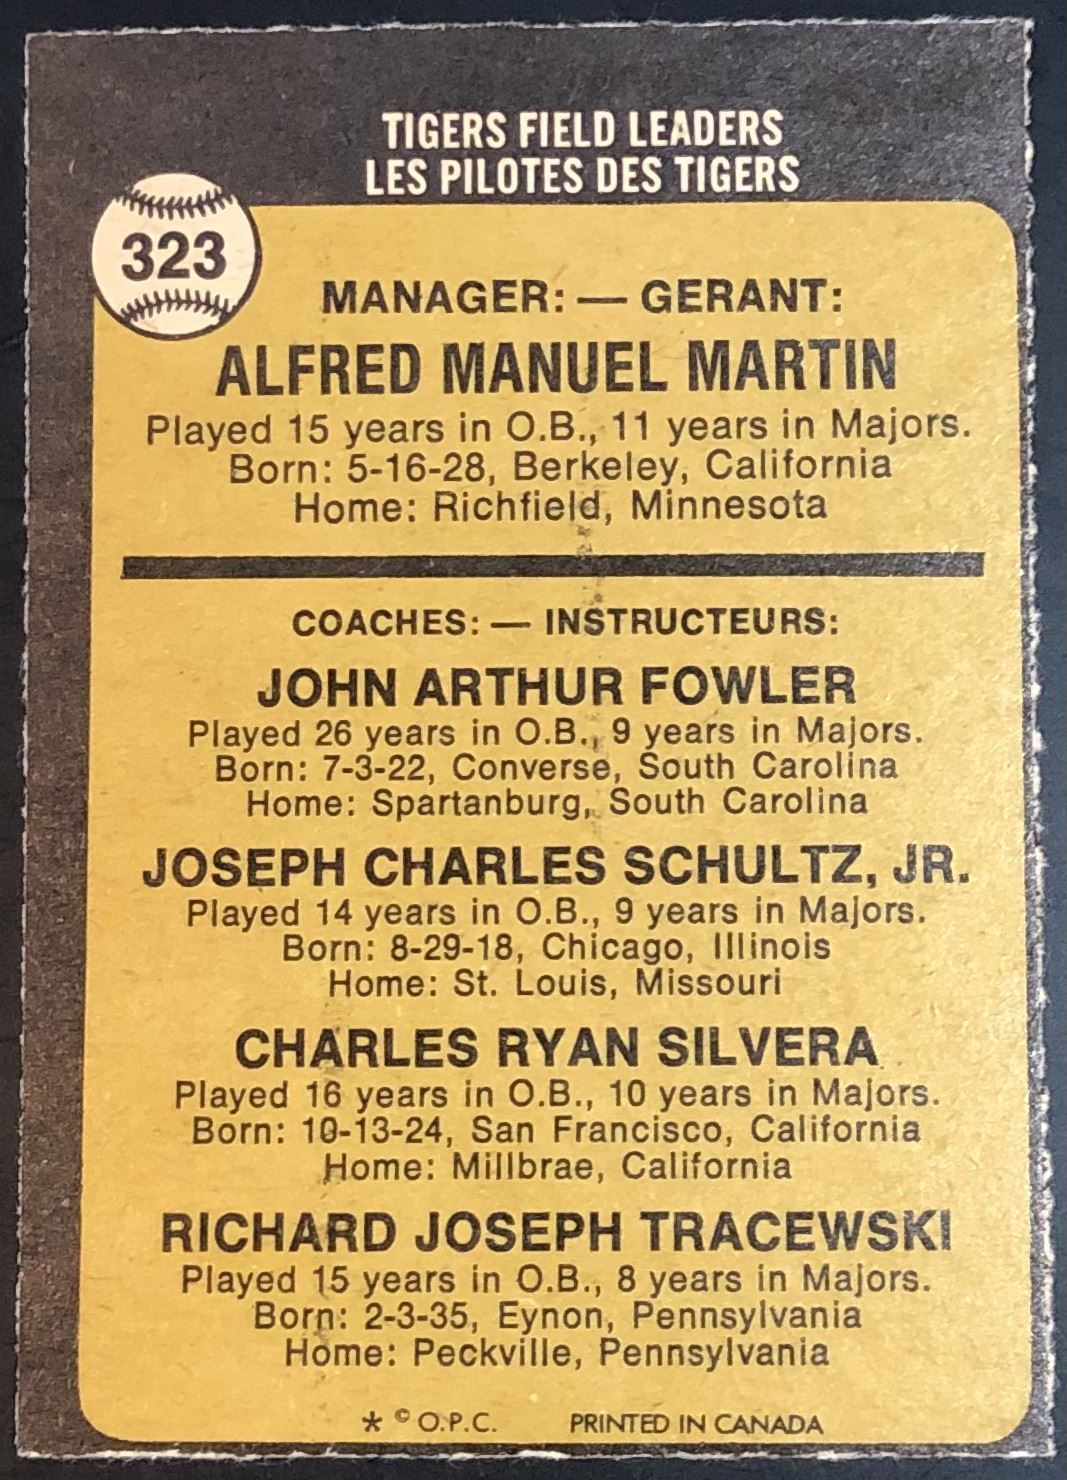 TIGERS FIELD LEADERS
LES PILOTES DES TIGERS
323
MANAGER: — GERANT:
ALFRED MANUEL MARTIN
Played 15 years in O.B., 11 years in Majors.
Born: 5-16-28, Berkeley, California
Home: Richfield, Minnesota
COACHES: — INSTRUCTEURS:
JOHN ARTHUR FOWLER
Played 26 years in O.B., 9 years in Majors.
Born: 7-3-22, Converse, South Carolina
Home: Spartanburg, South Carolina
JOSEPH CHARLES SCHULTZ, JR.
Played 14 years in O.B., 9 years in Majors.
Born: 8-29-18, Chicago, Illinois
Home: St. Louis, Missouri
CHARLES RYAN SILVERA
Played 16 years in O.B., 10 years in Majors.
Born: 10-13-24, San Francisco, California
Home: Millbrae, California
RICHARD JOSEPH TRACEWSKI
Played 15 years in O.B., 8 years in Majors.
Born: 2-3-35, Eynon, Pennsylvania
Home: Peckville, Pennsylvania
* © O.P.C. PRINTED IN CANADA